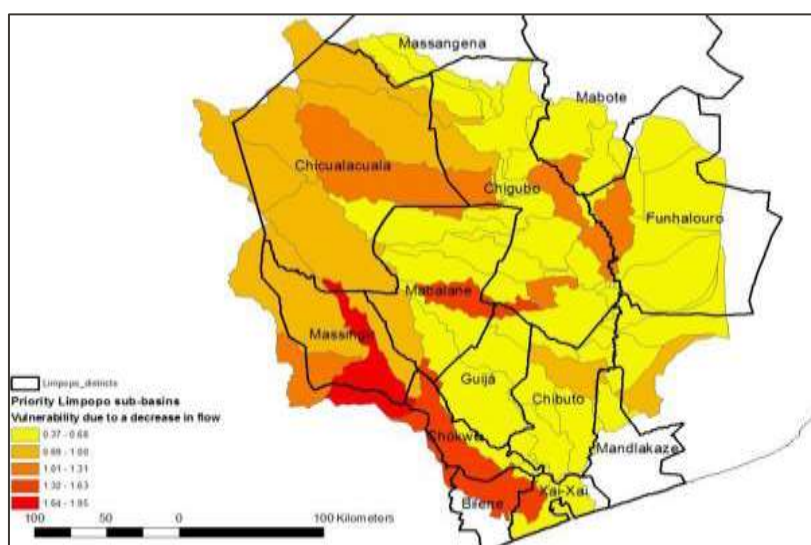 Massangena
Mabote
Chicualacuala
Chigubo
Funhalouro
Mabalane
Massingir
Guijá
Chibuto
Chokwe
Mandlakaze
Xai-Xai
Bilene
Limpopo_districts
Priority Limpopo sub-basins
Vulnerability due to a decrease in flow
0.37 - 0.68
0.69 - 1.00
1.01 - 1.31
1.32 - 1.63
1.64 - 1.95
100 50 0 100 Kilometers